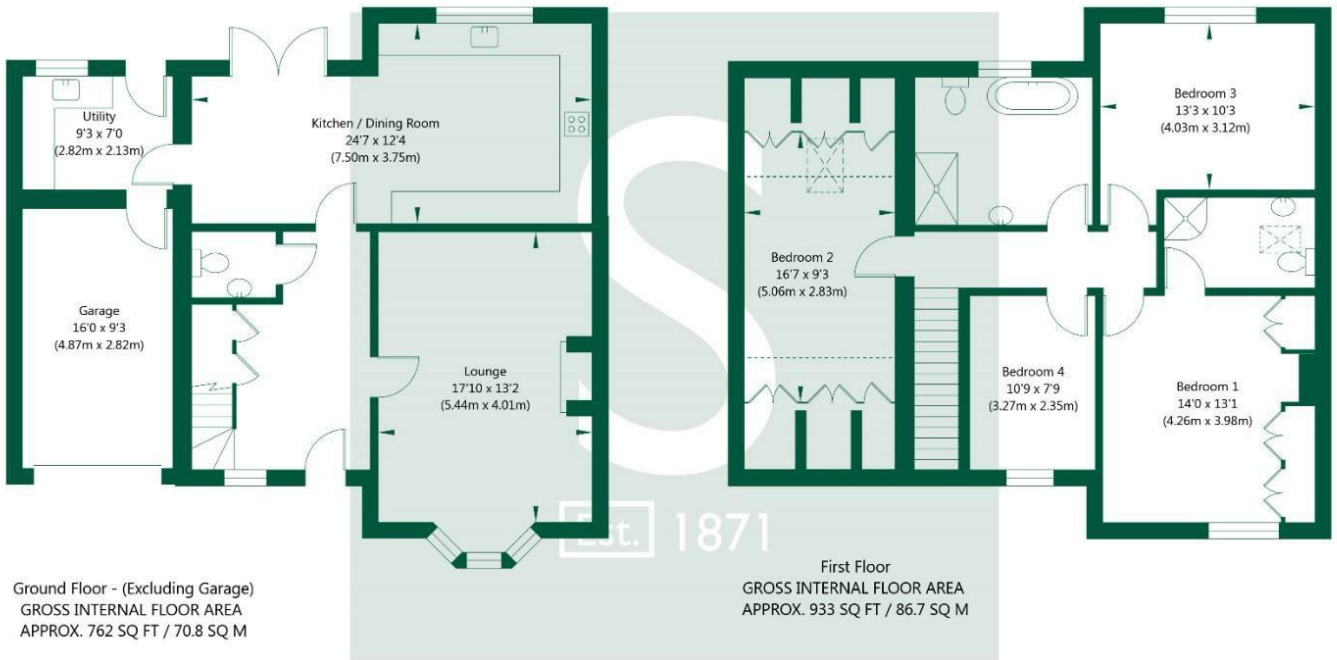 Utility
9'3 x 7'0
(2.82m x 2.13m)
Kitchen / Dining Room
24'7 x 12'4
(7.50m x 3.75m)
Garage
16'0 x 9'3
(4.87m x 2.82m)
Lounge
17'10 x 13'2
(5.44m x 4.01m)
Ground Floor - (Excluding Garage)
GROSS INTERNAL FLOOR AREA
APPROX. 762 SQ FT / 70.8 SQ M
Bedroom 3
13'3 x 10'3
(4.03m x 3.12m)
Bedroom 2
16'7 x 9'3
(5.06m x 2.83m)
Bedroom 4
10'9 x 7'9
(3.27m x 2.35m)
Bedroom 1
14'0 x 13'1
(4.26m x 3.98m)
First Floor
GROSS INTERNAL FLOOR AREA
APPROX. 933 SQ FT / 86.7 SQ M
S
Est. 1871